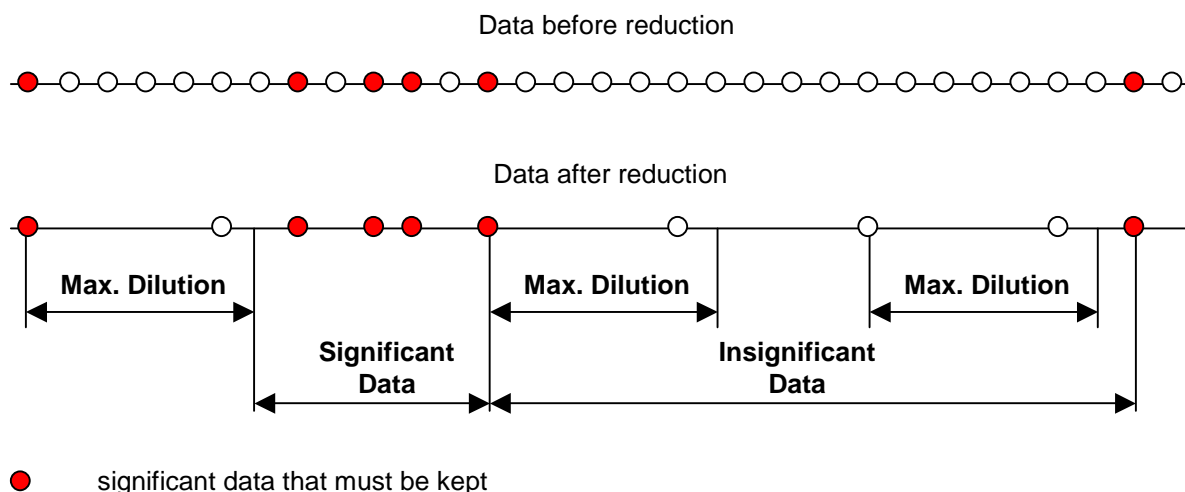 Data before reduction
Data after reduction
Max. Dilution Max. Dilution Max. Dilution
Significant Insignificant
Data Data
significant data that must be kept